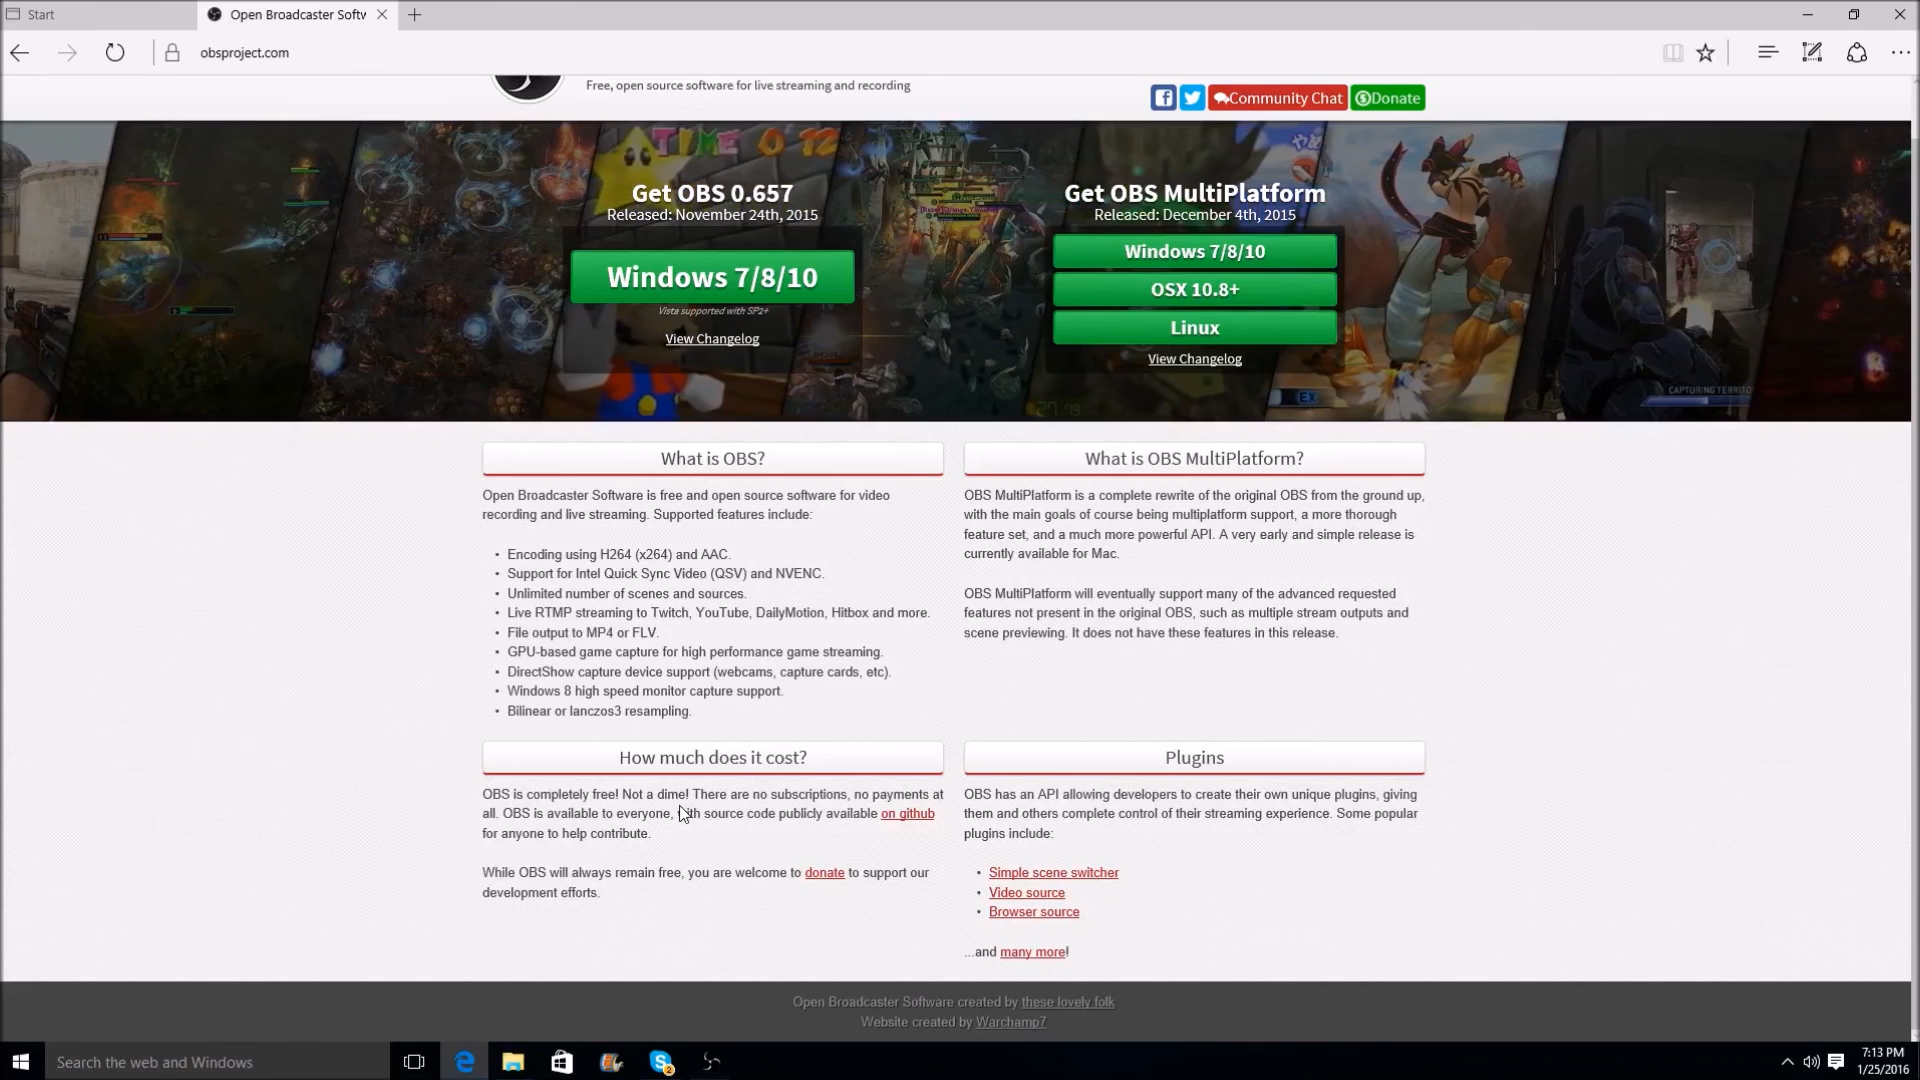 Start
Open Broadcaster Softw
obsproject.com
Free, open source software for live streaming and recording
Community Chat
Donate
TIME 0 12
Get OBS 0.657
Released: November 24th, 2015
Windows 7/8/10
Vista supported with SP2+
View Changelog
Get OBS MultiPlatform
Released: December 4th, 2015
Windows 7/8/10
OSX 10.8+
Linux
View Changelog
CAPTURING TERRITO
What is OBS?
Open Broadcaster Software is free and open source software for video
recording and live streaming. Supported features include:
• Encoding using H264 (x264) and AAC.
• Support for Intel Quick Sync Video (QSV) and NVENC.
• Unlimited number of scenes and sources.
• Live RTMP streaming to Twitch, YouTube, DailyMotion, Hitbox and more.
• File output to MP4 or FLV.
• GPU-based game capture for high performance game streaming.
• DirectShow capture device support (webcams, capture cards, etc).
• Windows 8 high speed monitor capture support.
• Bilinear or lanczos3 resampling.
What is OBS MultiPlatform?
OBS MultiPlatform is a complete rewrite of the original OBS from the ground up,
with the main goals of course being multiplatform support, a more thorough
feature set, and a much more powerful API. A very early and simple release is
currently available for Mac.
OBS MultiPlatform will eventually support many of the advanced requested
features not present in the original OBS, such as multiple stream outputs and
scene previewing. It does not have these features in this release.
How much does it cost?
OBS is completely free! Not a dime! There are no subscriptions, no payments at
all. OBS is available to everyone, with source code publicly available on github
for anyone to help contribute.
While OBS will always remain free, you are welcome to donate to support our
development efforts.
Plugins
OBS has an API allowing developers to create their own unique plugins, giving
them and others complete control of their streaming experience. Some popular
plugins include:
• Simple scene switcher
• Video source
• Browser source
...and many more!
Open Broadcaster Software created by these lovely folk
Website created by Warchamp7
Search the web and Windows
2
7:13 PM
1/25/2016